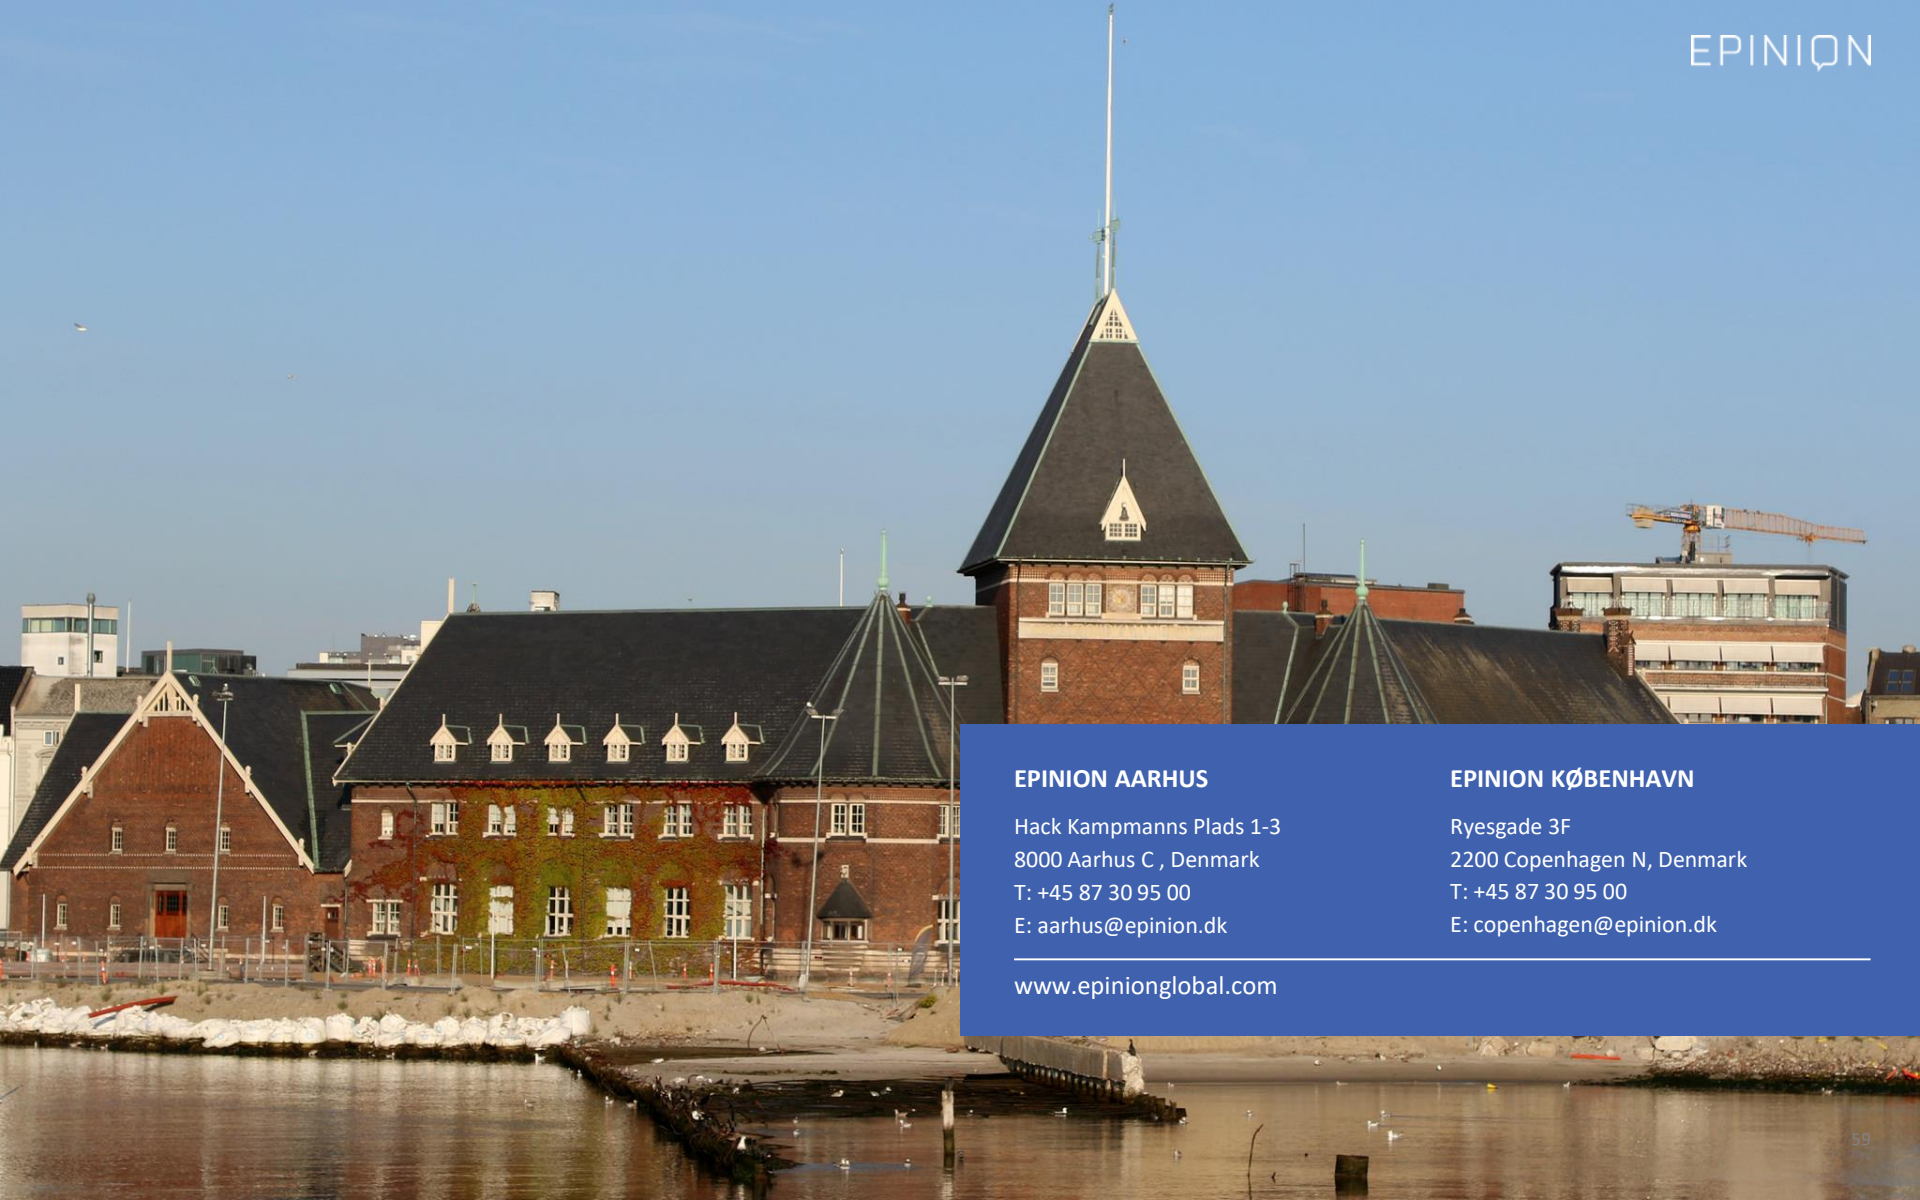 EPINION
EPINION AARHUS
Hack Kampmanns Plads 1-3
8000 Aarhus C , Denmark
T: +45 87 30 95 00
E: aarhus@epinion.dk
EPINION KØBENHAVN
Ryesgade 3F
2200 Copenhagen N, Denmark
T: +45 87 30 95 00
E: copenhagen@epinion.dk
www.epinionglobal.com
59